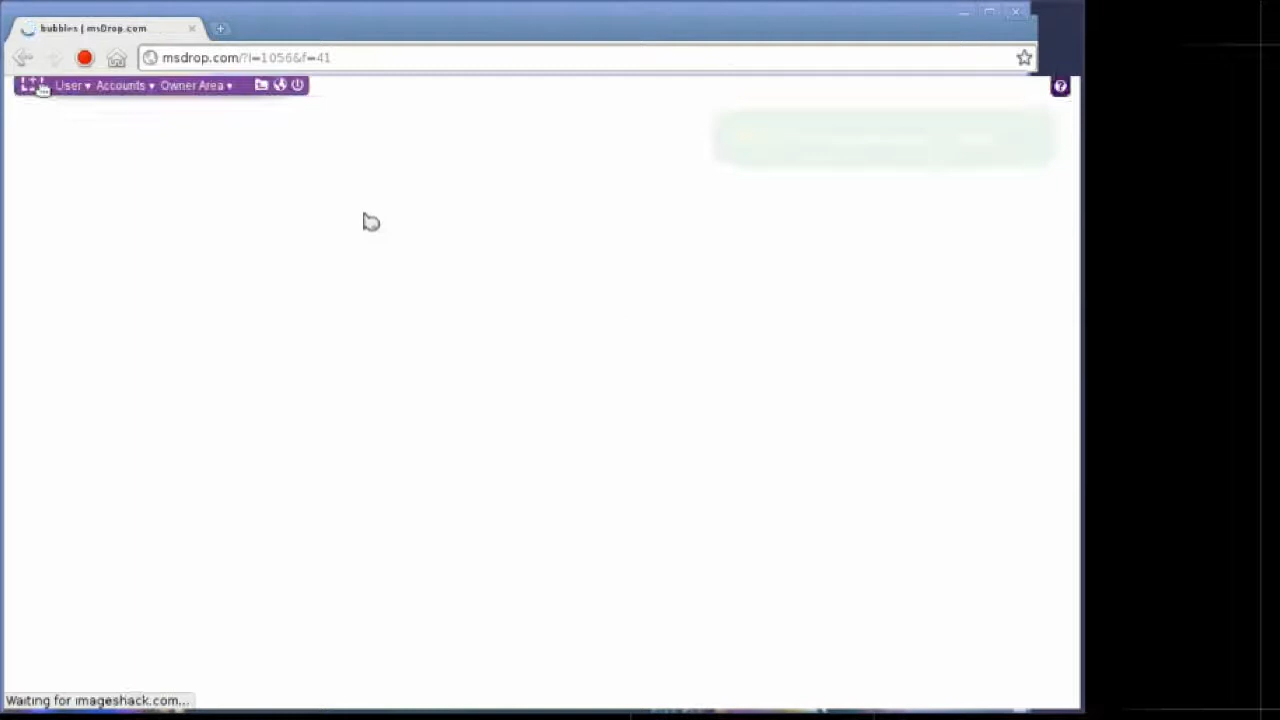 bubbles | msDrop.com
msdrop.com/?l=1056&f=41
User ▾ Accounts ▾ Owner Area ▾
Waiting for imageshack.com...